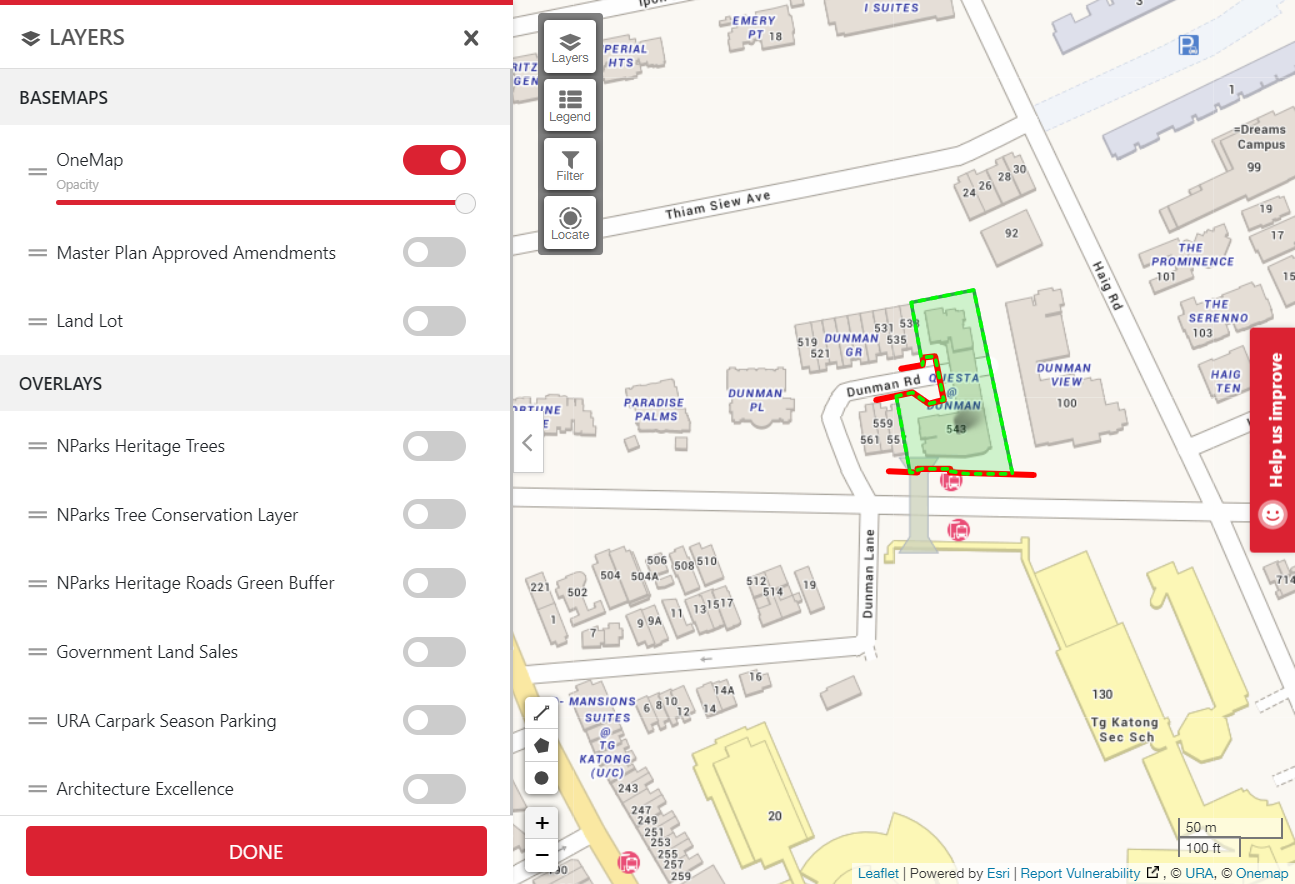 LAYERS
BASEMAPS
OneMap
Opacity
Master Plan Approved Amendments
Land Lot
OVERLAYS
NParks Heritage Trees
NParks Tree Conservation Layer
NParks Heritage Roads Green Buffer
Government Land Sales
URA Carpark Season Parking
Architecture Excellence
DONE
Layers
Legend
Filter
Locate
EMERY
PT 18
I SUITES
3
P
1
=Dreams
Campus
99
24 26 28 30
92
Thiam Siew Ave
Haig Rd
19
17
THE
PROMINENCE
101
THE
SERENNO
103
HAIG
TEN
519
521
DUNMAN
GR
531
535
Dunman Rd
QUESTA
@
DUNMAN
543
DUNMAN
VIEW
100
PARADISE
PALMS
DUNMAN
PL
559
561
Help us improve
Dunman Lane
221
1
502
504
504A
506
508
510
7
9
9A
11
13
15
17
512
514
19
714
16
14A
14
6 8 10
12
MANSIONS
SUITES
@
TG
KATONG
(U/C)
243
247
249
251
253
255
257
259
20
130
Tg Katong
Sec Sch
+
−
50 m
100 ft
Leaflet | Powered by Esri | Report Vulnerability , © URA, © Onemap